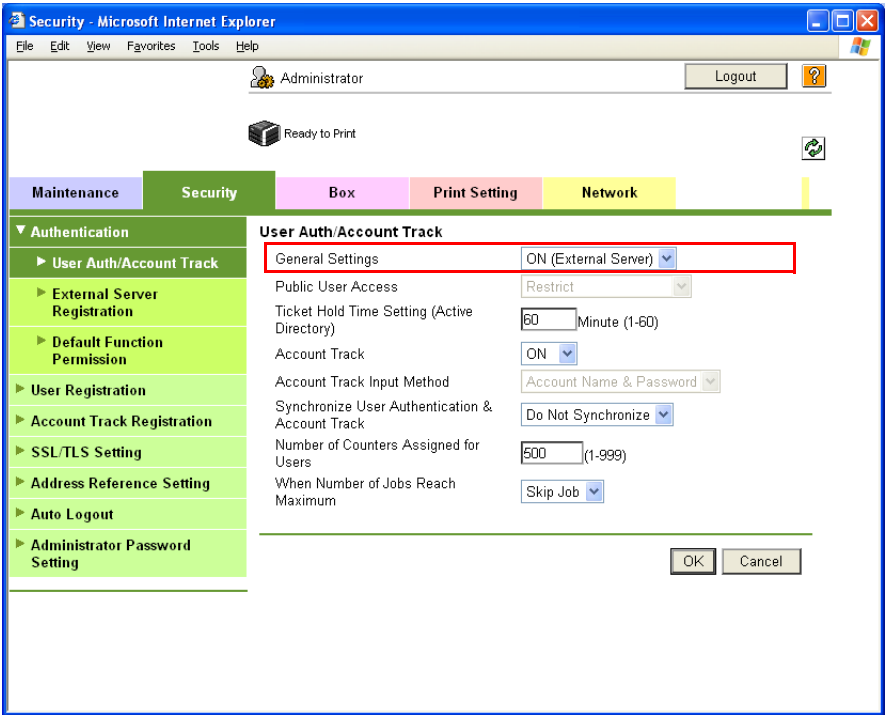 Security - Microsoft Internet Explorer
File Edit View Favorites Tools Help
Administrator
Logout
?
Ready to Print
Maintenance Security Box Print Setting Network
Authentication
User Auth/Account Track
External Server
Registration
Default Function
Permission
User Registration
Account Track Registration
SSL/TLS Setting
Address Reference Setting
Auto Logout
Administrator Password
Setting
User Auth/Account Track
General Settings ON (External Server)
Public User Access Restrict
Ticket Hold Time Setting (Active
Directory) 60 Minute (1-60)
Account Track ON
Account Track Input Method Account Name & Password
Synchronize User Authentication &
Account Track Do Not Synchronize
Number of Counters Assigned for
Users 500 (1-999)
When Number of Jobs Reach
Maximum Skip Job
OK Cancel